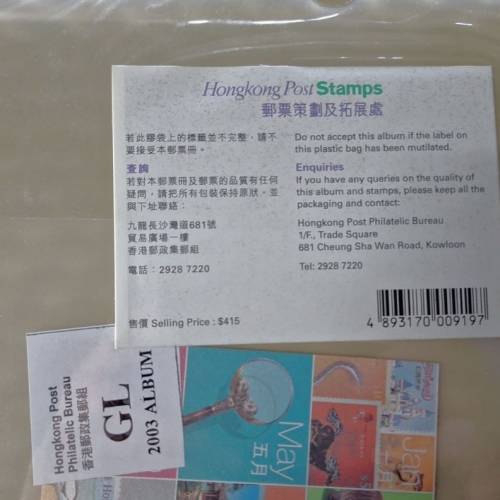 Hongkong Post Stamps
郵票策劃及拓展處
若此膠袋上的標籤並不完整，請不
要接受本郵票冊。
查詢
若對本郵票冊及郵票的品質有任何
疑問，請把所有包裝保持原狀，並
與下址聯絡：
九龍長沙灣道681號
貿易廣場一樓
香港郵政集郵組
電話：2928 7220
Do not accept this album if the label on
this plastic bag has been mutilated.
Enquiries
If you have any queries on the quality of
this album and stamps, please keep all the
packaging and contact:
Hongkong Post Philatelic Bureau
1/F., Trade Square
681 Cheung Sha Wan Road, Kowloon
Tel: 2928 7220
售價 Selling Price : $415
4 893170 009197
Hongkong Post
Philatelic Bureau
香港郵政集郵組
GL
2003 ALBUM
May
五月